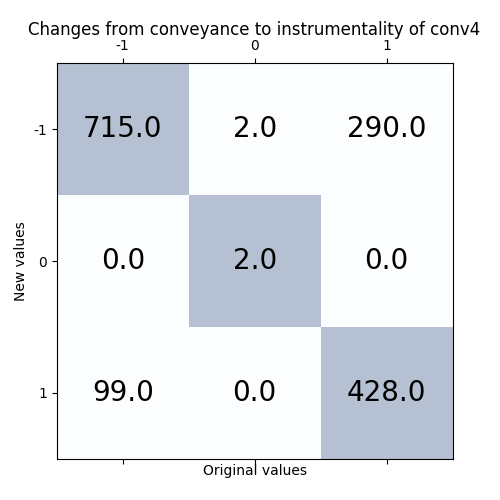 Changes from conveyance to instrumentality of conv4
-1 0 1
-1 715.0 2.0 290.0
New values
0 0.0 2.0 0.0
1 99.0 0.0 428.0
Original values